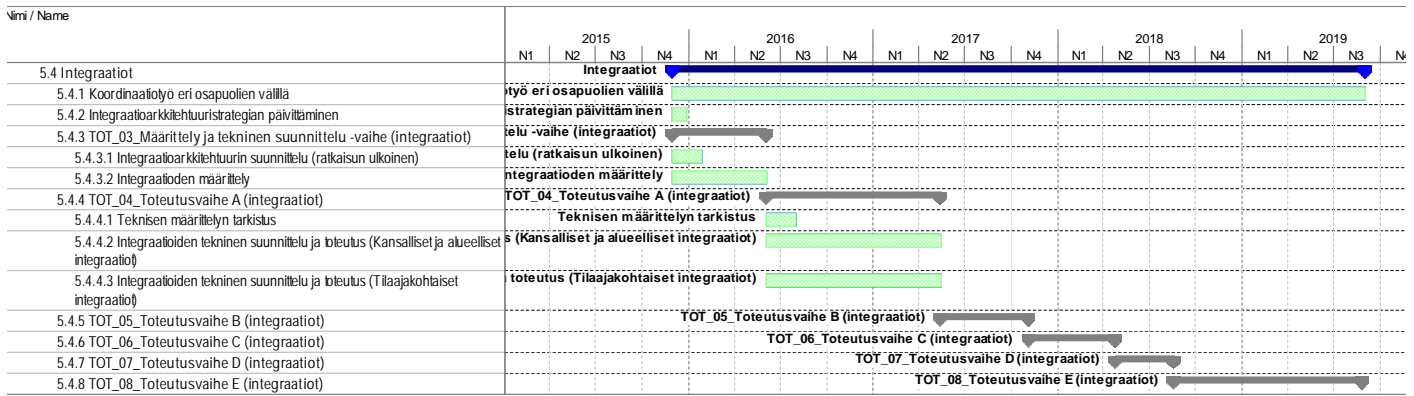 Nimi / Name
2015 2016 2017 2018 2019
N1 N2 N3 N4 N1 N2 N3 N4 N1 N2 N3 N4 N1 N2 N3 N4 N1 N2 N3 N4
5.4 Integraatiot Integraatiot
5.4.1 Koordinaatiotyö eri osapuolien välillä otyö eri osapuolien välillä
5.4.2 Integraatioarkkitehtuuristrategian päivittäminen istrategian päivittäminen
5.4.3 TOT_03_Määrittely ja tekninen suunnittelu -vaihe (integraatiot) telu -vaihe (integraatiot)
5.4.3.1 Integraatioarkkitehtuurin suunnittelu (ratkaisun ulkoinen) telu (ratkaisun ulkoinen)
5.4.3.2 Integraatioden määrittely ntegraatioden määrittely
5.4.4 TOT_04_Toteutusvaihe A (integraatiot) TOT_04_Toteutusvaihe A (integraatiot)
5.4.4.1 Teknisen määrittelyn tarkistus Teknisen määrittelyn tarkistus
5.4.4.2 Integraatioiden tekninen suunnittelu ja toteutus (Kansalliset ja alueelliset s (Kansalliset ja alueelliset integraatiot)
integraatiot)
5.4.4.3 Integraatioiden tekninen suunnittelu ja toteutus (Tilaajakohtaiset toteutus (Tilaajakohtaiset integraatiot)
integraatiot)
5.4.5 TOT_05_Toteutusvaihe B (integraatiot) TOT_05_Toteutusvaihe B (integraatiot)
5.4.6 TOT_06_Toteutusvaihe C (integraatiot) TOT_06_Toteutusvaihe C (integraatiot)
5.4.7 TOT_07_Toteutusvaihe D (integraatiot) TOT_07_Toteutusvaihe D (integraatiot)
5.4.8 TOT_08_Toteutusvaihe E (integraatiot) TOT_08_Toteutusvaihe E (integraatiot)